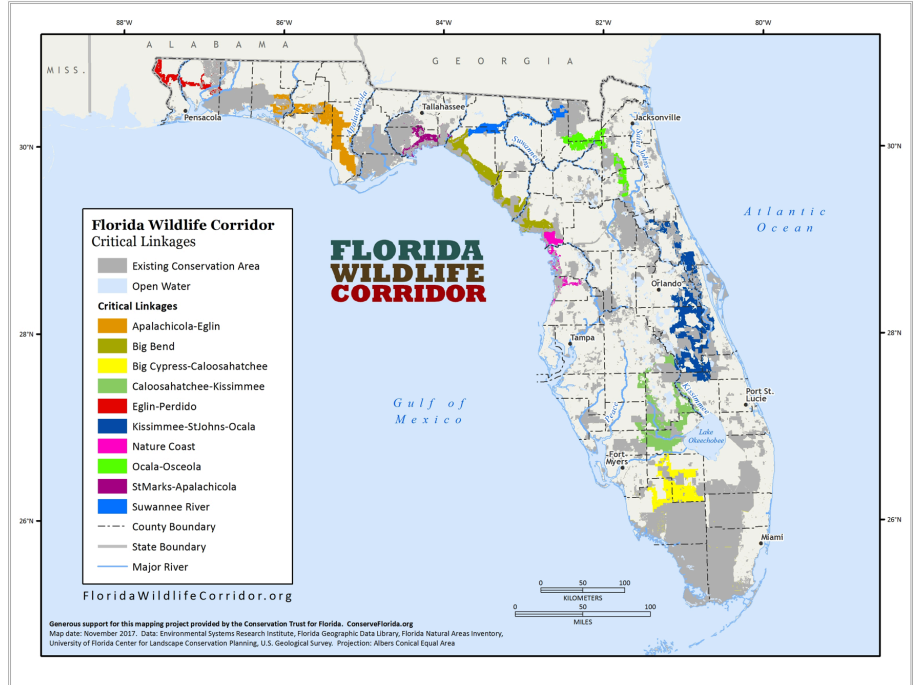 88°W
86°W
84°W
82°W
80°W
A L A B A M A
G E O R G I A
MISS.
Pensacola
Apalachicola
Tallahassee
Suwannee
Jacksonville
30°N
30°N
Atlantic
Ocean
Florida Wildlife Corridor
Critical Linkages
Existing Conservation Area
Open Water
Critical Linkages
Apalachicola-Eglin
Big Bend
Big Cypress-Caloosahatchee
Caloosahatchee-Kissimmee
Eglin-Perdido
Kissimmee-StJohns-Ocala
Nature Coast
Ocala-Osceola
StMarks-Apalachicola
Suwannee River
County Boundary
State Boundary
Major River
FloridaWildlifeCorridor.org
FLORIDA
WILDLIFE
CORRIDOR
Orlando
28°N
28°N
Tampa
Gulf of
Mexico
Peace
Kissimmee
Port St.
Lucie
Lake
Okeechobee
Fort
Myers
26°N
26°N
Miami
0 50 100
KILOMETERS
0 50 100
MILES
Generous support for this mapping project provided by the Conservation Trust for Florida. ConserveFlorida.org
Map date: November 2017. Data: Environmental Systems Research Institute, Florida Geographic Data Library, Florida Natural Areas Inventory,
University of Florida Center for Landscape Conservation Planning, U.S. Geological Survey. Projection: Albers Conical Equal Area